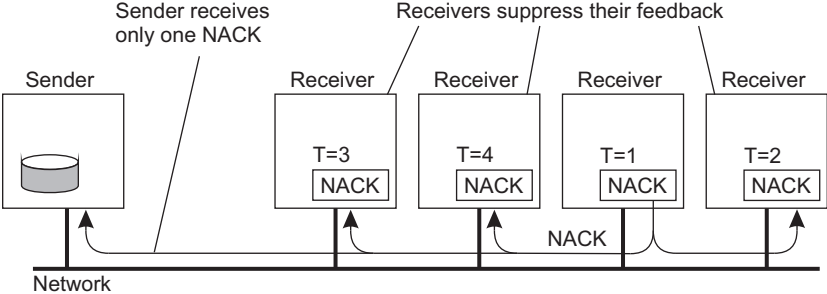 Sender receives
only one NACK
Receivers suppress their feedback
Sender
Receiver
Receiver
Receiver
Receiver
T=3
T=4
T=1
T=2
NACK
NACK
NACK
NACK
NACK
Network